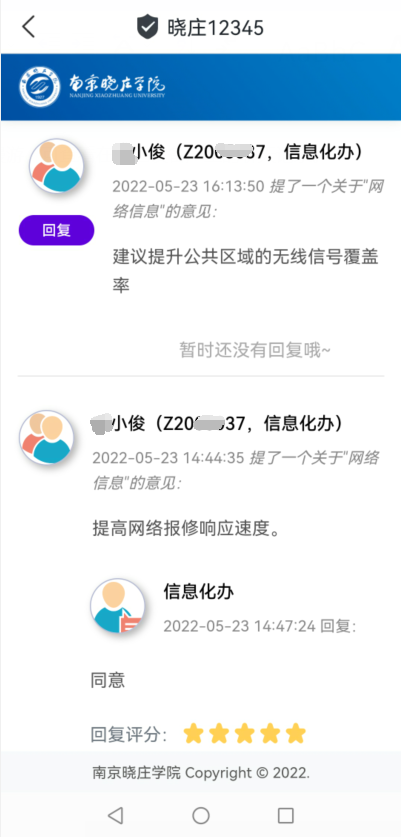 晓庄12345
南京晓庄学院
NANJING XIAOZHUANG UNIVERSITY
小俊（Z20 37，信息化办）
2022-05-23 16:13:50 提了一个关于"网
络信息"的意见：
回复
建议提升公共区域的无线信号覆盖
率
暂时还没有回复哦~
小俊（Z20 37，信息化办）
2022-05-23 14:44:35 提了一个关于"网络
信息"的意见：
提高网络报修响应速度。
信息化办
2022-05-23 14:47:24 回复：
同意
回复评分：
南京晓庄学院 Copyright © 2022.